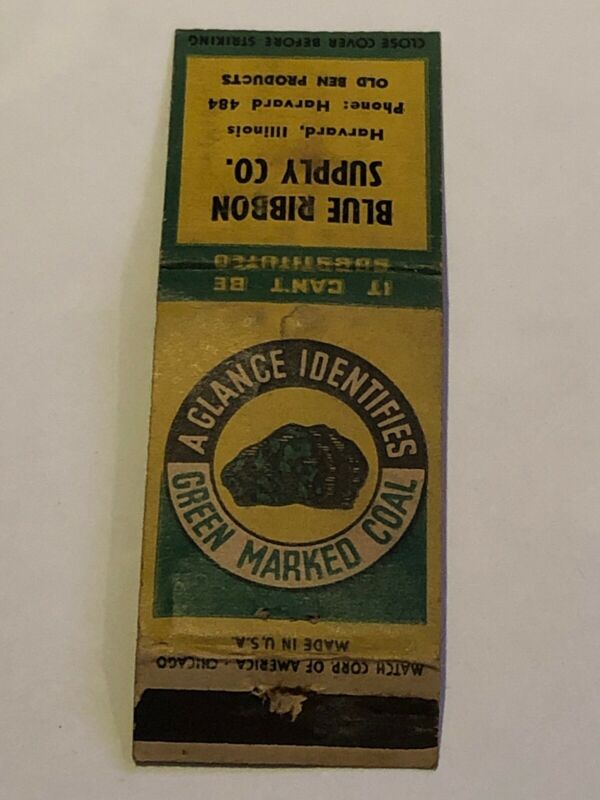 CLOSE COVER BEFORE STRIKING
BLUE RIBBON
SUPPLY CO.
Harvard, Illinois
Phone: Harvard 484
OLD BEN PRODUCTS
IT CAN'T BE
SUBSTITUTED
A GLANCE IDENTIFIES
GREEN MARKED COAL
MADE IN U.S.A.
MATCH CORP. OF AMERICA - CHICAGO